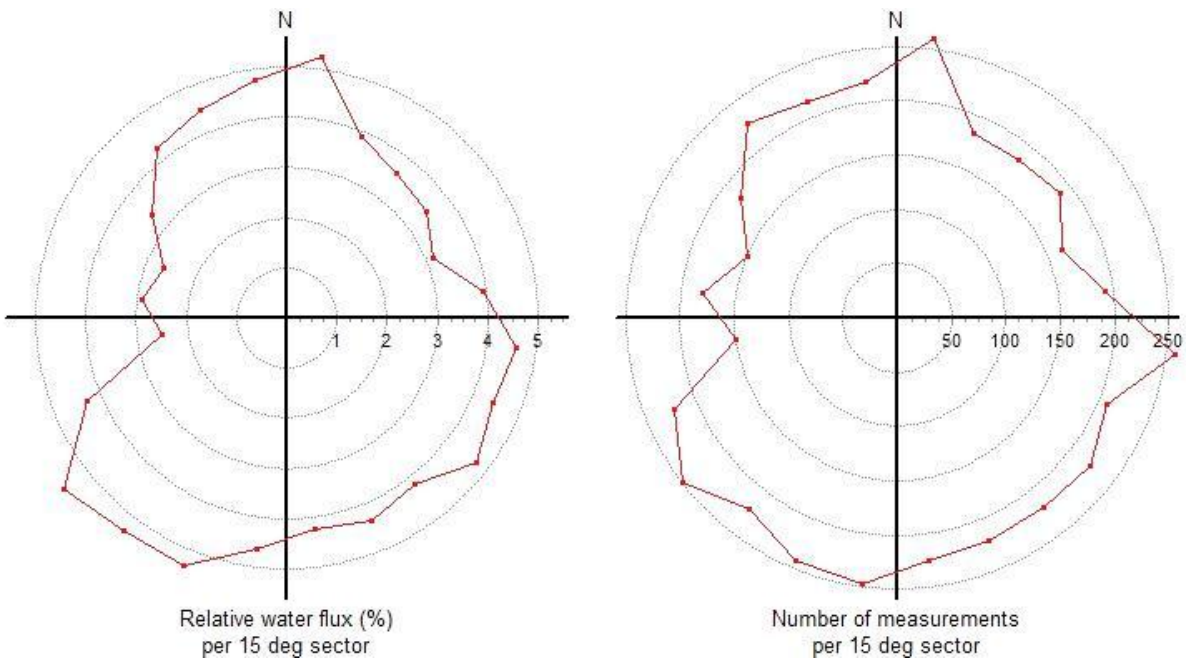 N
1 2 3 4 5
Relative water flux (%)
per 15 deg sector
N
50 100 150 200 250
Number of measurements
per 15 deg sector